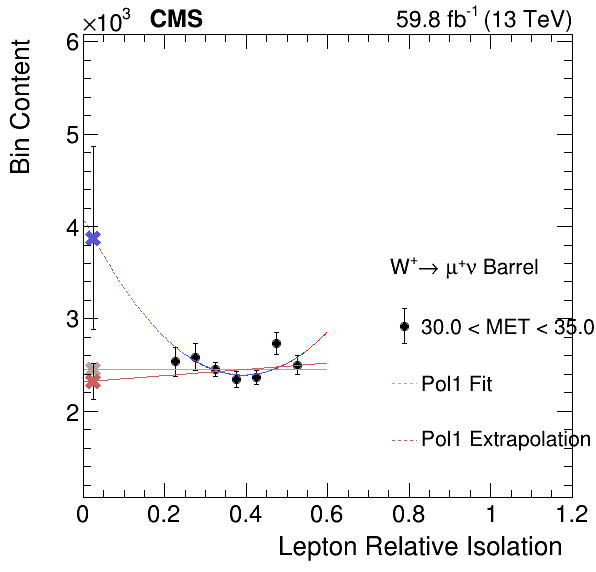 ×10³ CMS 59.8 fb⁻¹ (13 TeV)
Bin Content
6
5
4
3
2
W⁺→ μ⁺ν Barrel
30.0 < MET < 35.0
Pol1 Fit
Pol1 Extrapolation
0 0.2 0.4 0.6 0.8 1 1.2
Lepton Relative Isolation